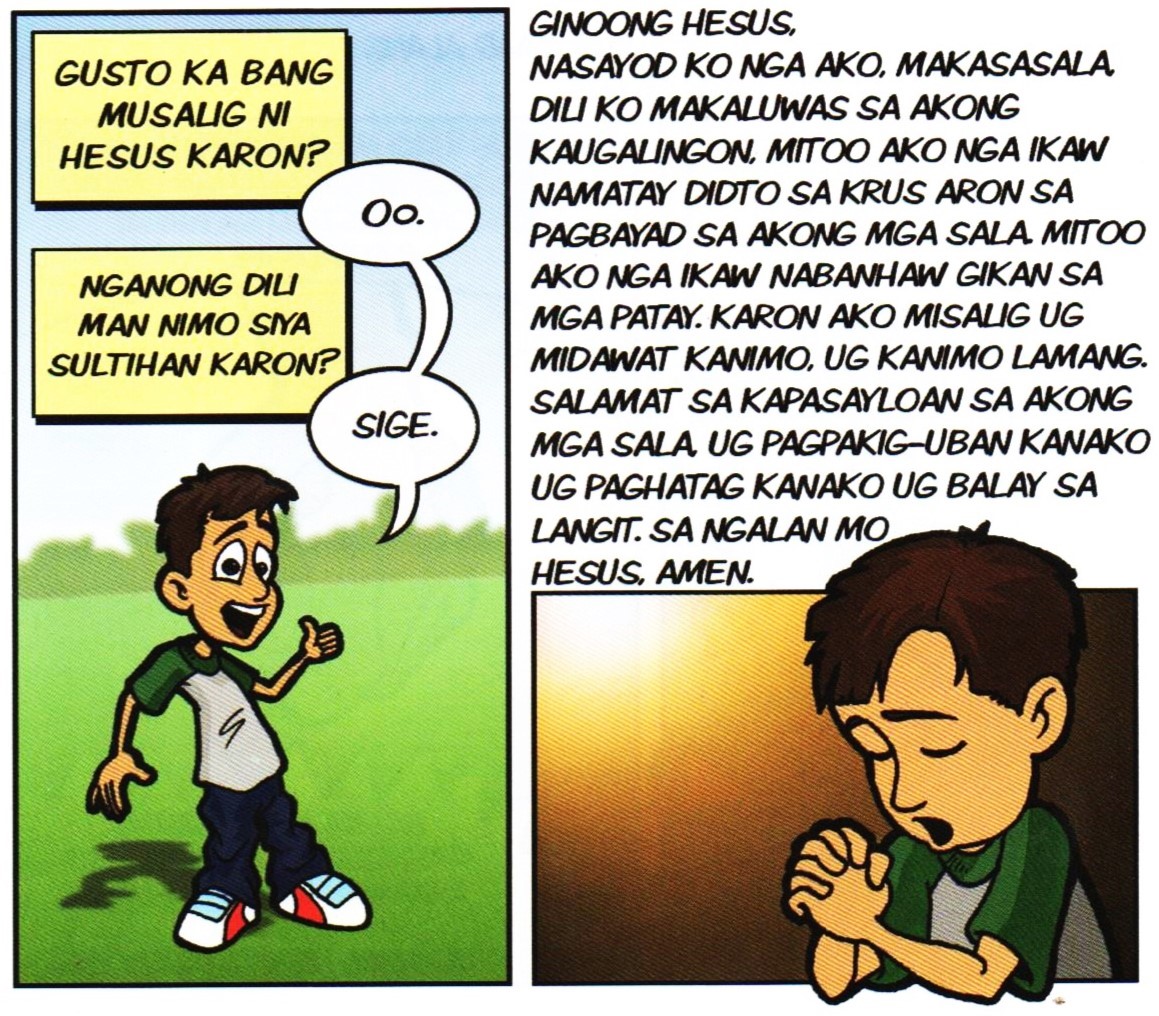 GUSTO KA BANG
MUSALIG NI
HESUS KARON?
OO.
NGANONG DILI
MAN NIMO SIYA
SULTIHAN KARON?
SIGE.
GINOONG HESUS,
NASAYOD KO NGA AKO, MAKASASALA,
DILI KO MAKALUWAS SA AKONG
KAUGALINGON. MITOO AKO NGA IKAW
NAMATAY DIDTO SA KRUS ARON SA
PAGBAYAD SA AKONG MGA SALA. MITOO
AKO NGA IKAW NABANHAW GIKAN SA
MGA PATAY. KARON AKO MISALIG UG
MIDAWAT KANIMO, UG KANIMO LAMANG.
SALAMAT SA KAPASAYLOAN SA AKONG
MGA SALA, UG PAGPAKIG-UBAN KANAKO
UG PAGHATAG KANAKO UG BALAY SA
LANGIT. SA NGALAN MO
HESUS, AMEN.